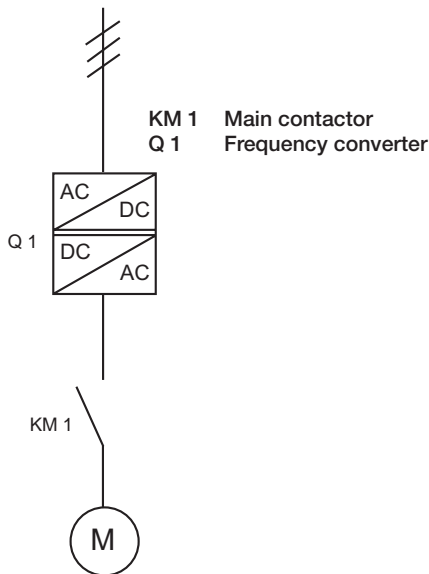 KM 1 Main contactor
Q 1 Frequency converter
AC
DC
Q 1
DC
AC
KM 1
M